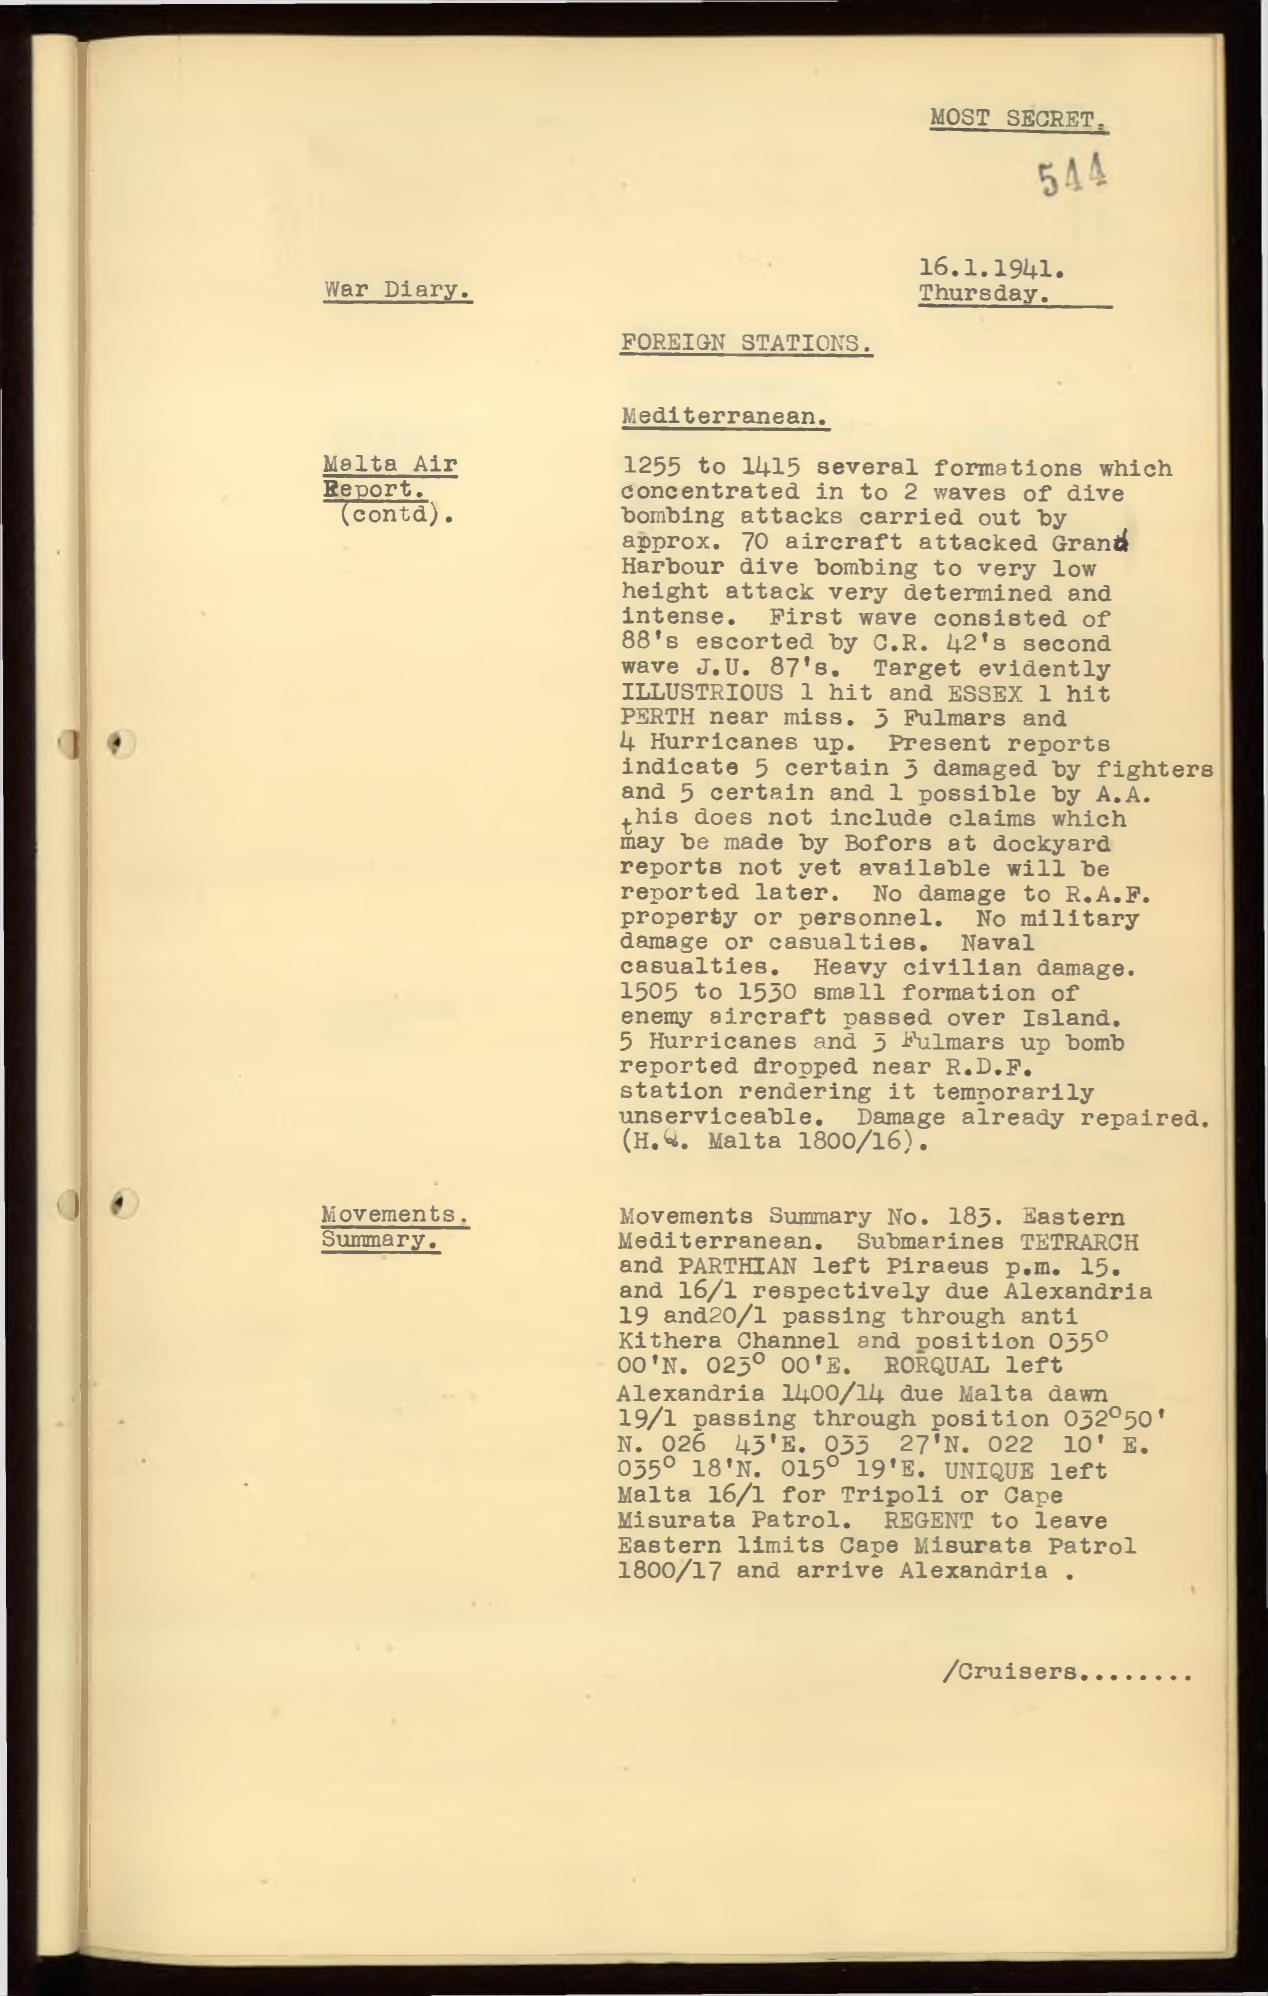 MOST SECRET.
544
16.1.1941.
Thursday.
War Diary.
FOREIGN STATIONS.
Mediterranean.
Malta Air
Report.
(contd).
1255 to 1415 several formations which
concentrated in to 2 waves of dive
bombing attacks carried out by
approx. 70 aircraft attacked Grand
Harbour dive bombing to very low
height attack very determined and
intense. First wave consisted of
88's escorted by C.R. 42's second
wave J.U. 87's. Target evidently
ILLUSTRIOUS 1 hit and ESSEX 1 hit
PERTH near miss. 3 Fulmars and
4 Hurricanes up. Present reports
indicate 5 certain 3 damaged by fighters
and 5 certain and 1 possible by A.A.
this does not include claims which
may be made by Bofors at dockyard
reports not yet available will be
reported later. No damage to R.A.F.
property or personnel. No military
damage or casualties. Naval
casualties. Heavy civilian damage.
1505 to 1530 small formation of
enemy aircraft passed over Island.
5 Hurricanes and 3 Fulmars up bomb
reported dropped near R.D.F.
station rendering it temporarily
unserviceable. Damage already repaired.
(H.Q. Malta 1800/16).
Movements.
Summary.
Movements Summary No. 183. Eastern
Mediterranean. Submarines TETRARCH
and PARTHIAN left Piraeus p.m. 15.
and 16/1 respectively due Alexandria
19 and20/1 passing through anti
Kithera Channel and position 035°
00'N. 023° 00'E. RORQUAL left
Alexandria 1400/14 due Malta dawn
19/1 passing through position 032°50'
N. 026 43'E. 033 27'N. 022 10' E.
035° 18'N. 015° 19'E. UNIQUE left
Malta 16/1 for Tripoli or Cape
Misurata Patrol. REGENT to leave
Eastern limits Cape Misurata Patrol
1800/17 and arrive Alexandria .
/Cruisers........